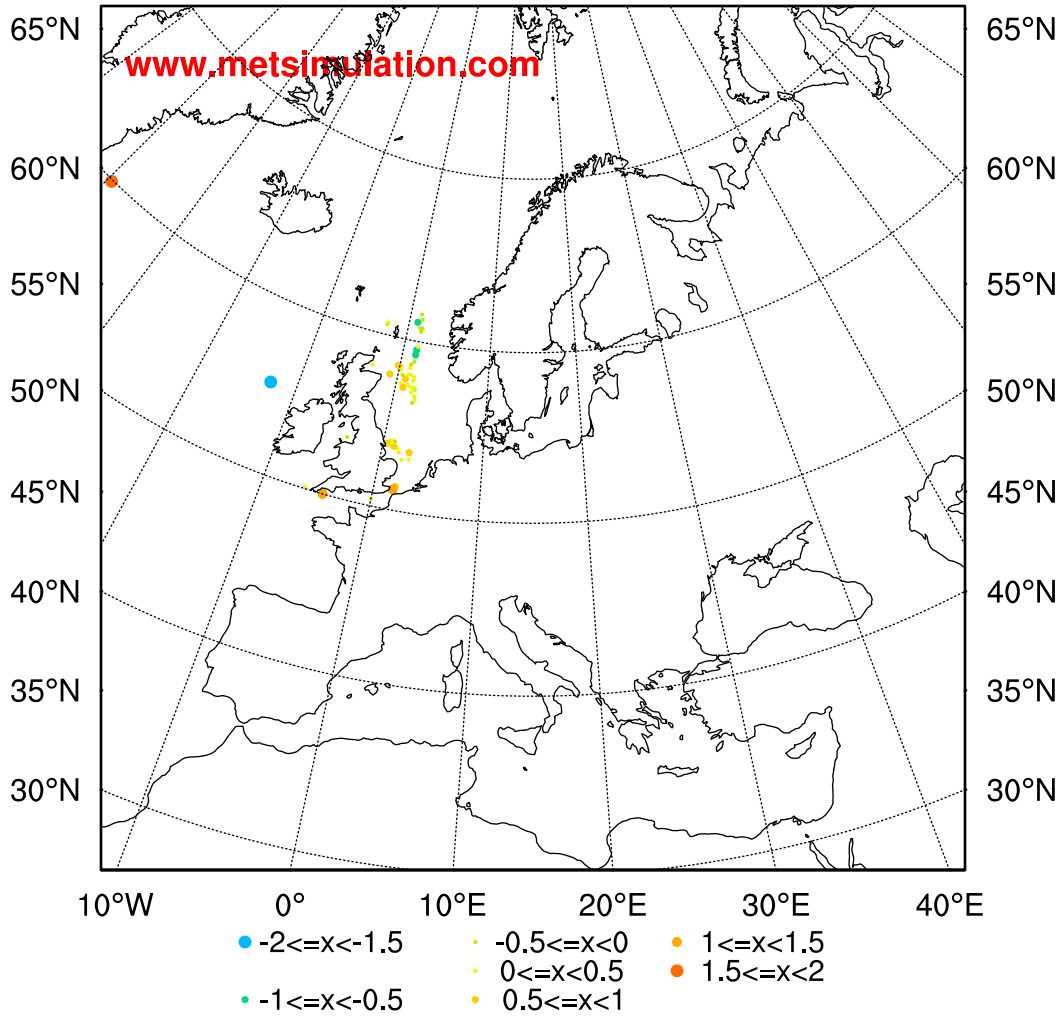 65°N 65°N
www.metsimulation.com
60°N 60°N
55°N 55°N
50°N 50°N
45°N 45°N
40°N 40°N
35°N 35°N
30°N 30°N
10°W 0° 10°E 20°E 30°E 40°E
-2<=x<-1.5 -0.5<=x<0 1<=x<1.5
0<=x<0.5 1.5<=x<2
-1<=x<-0.5 0.5<=x<1